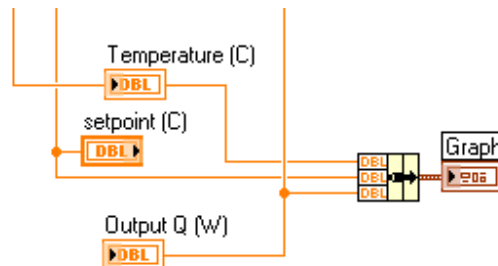 Temperature (C)
DBL
setpoint (C)
DBL
DBL
DBL
DBL
Graph
Output Q (W)
DBL